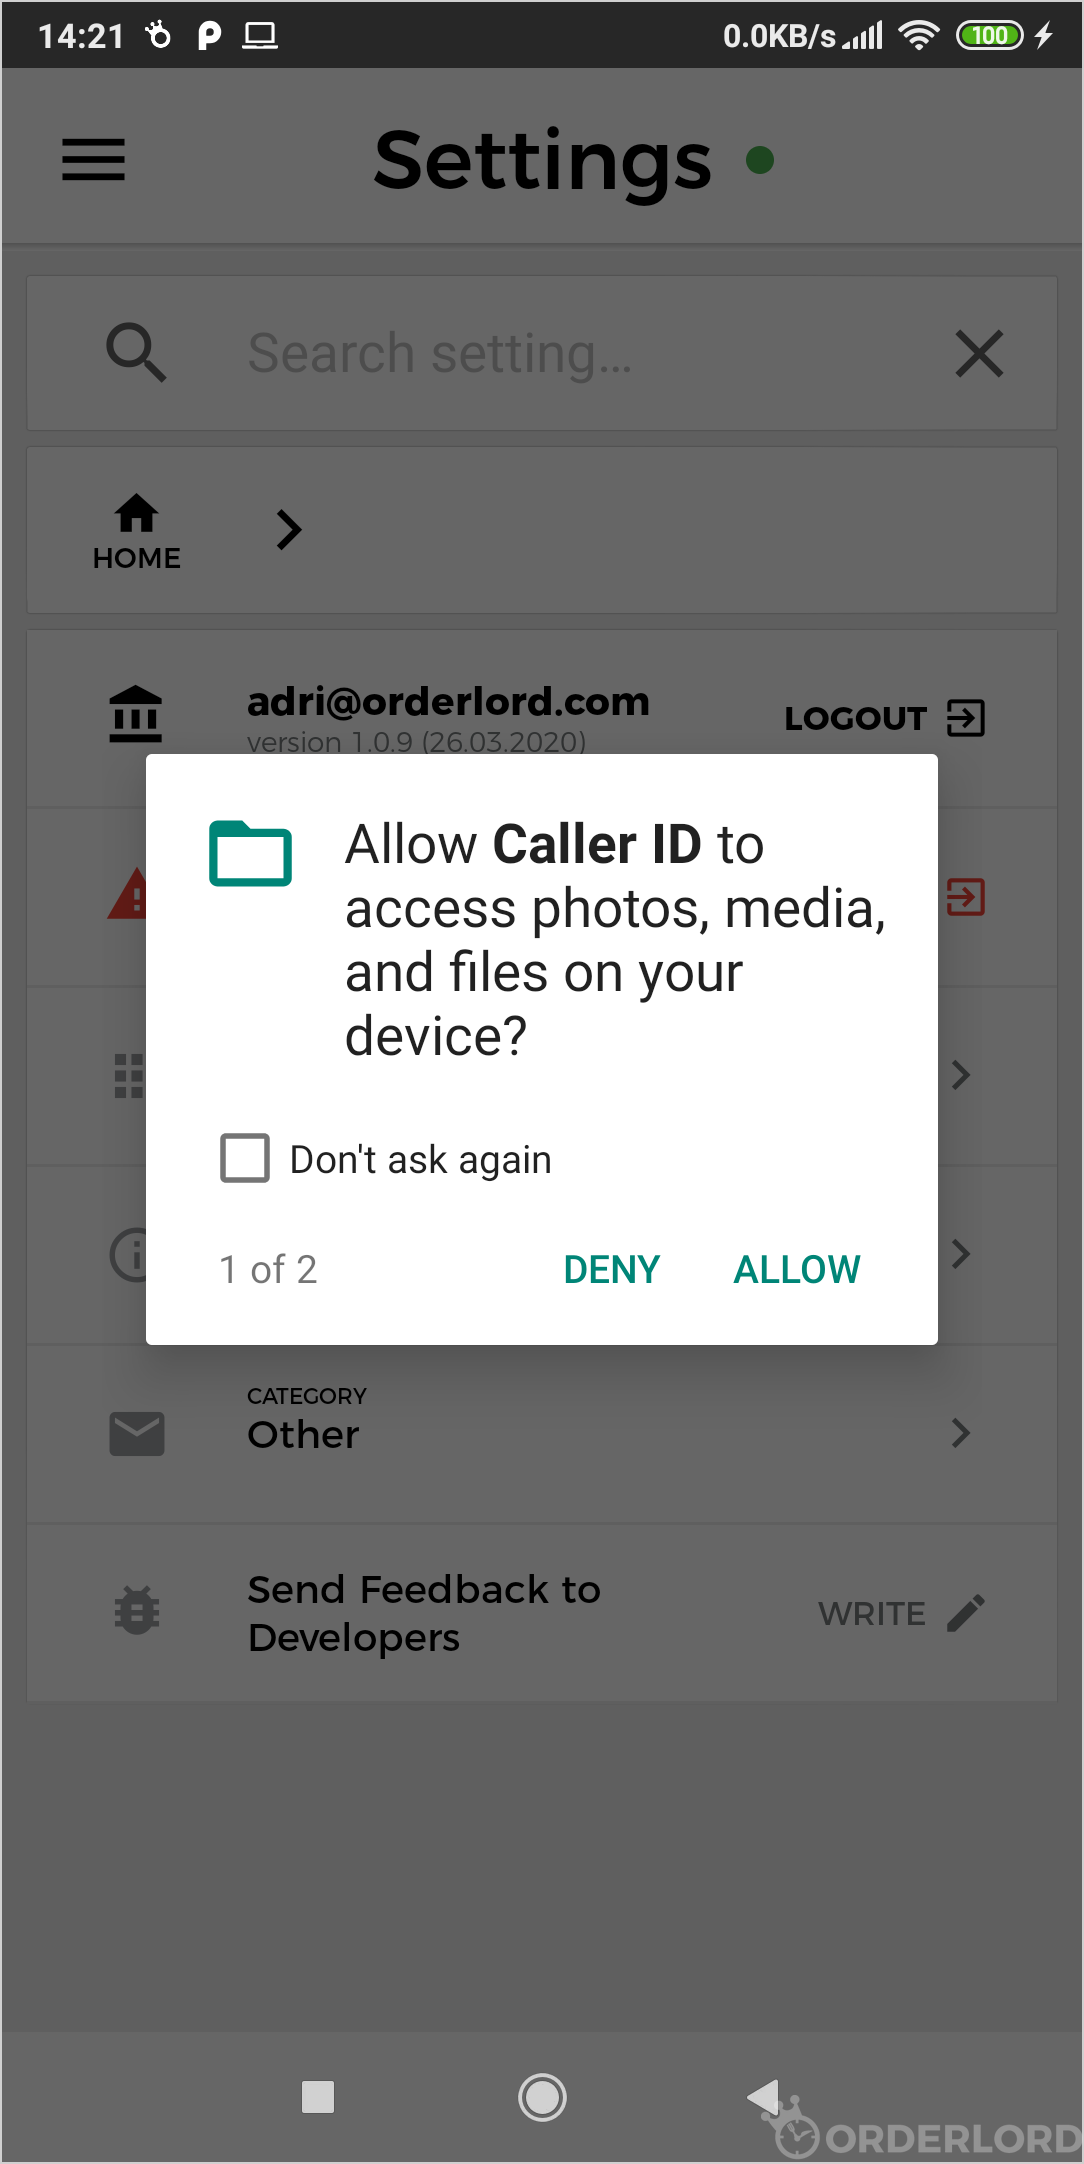 14:21
0.0KB/s
100
Settings
Search setting...
HOME
adri@orderlord.com
version 1.0.9 (26.03.2020)
LOGOUT
Allow Caller ID to
access photos, media,
and files on your
device?
Don't ask again
1 of 2
DENY
ALLOW
CATEGORY
Other
Send Feedback to
Developers
WRITE
ORDERLORD